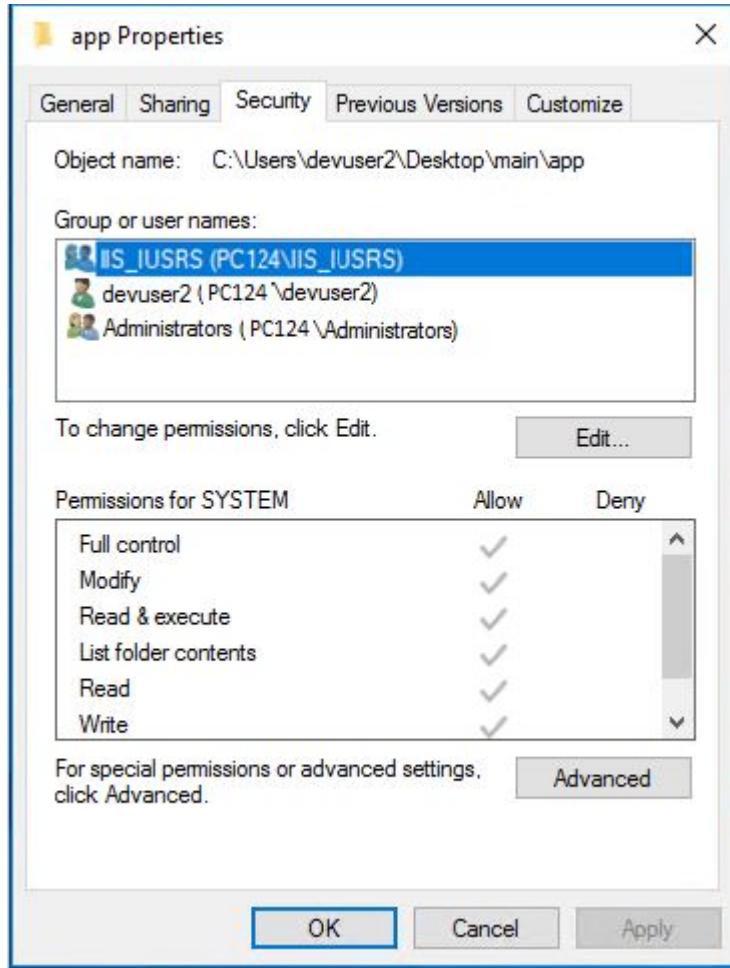 app Properties
General Sharing Security Previous Versions Customize
Object name: C:\Users\devuser2\Desktop\main\app
Group or user names:
IIS_IUSRS (PC124\IIS_IUSRS)
devuser2 ( PC124 \devuser2)
Administrators ( PC124 \Administrators)
To change permissions, click Edit. Edit...
Permissions for SYSTEM Allow Deny
Full control
Modify
Read & execute
List folder contents
Read
Write
For special permissions or advanced settings, Advanced
click Advanced.
OK Cancel Apply